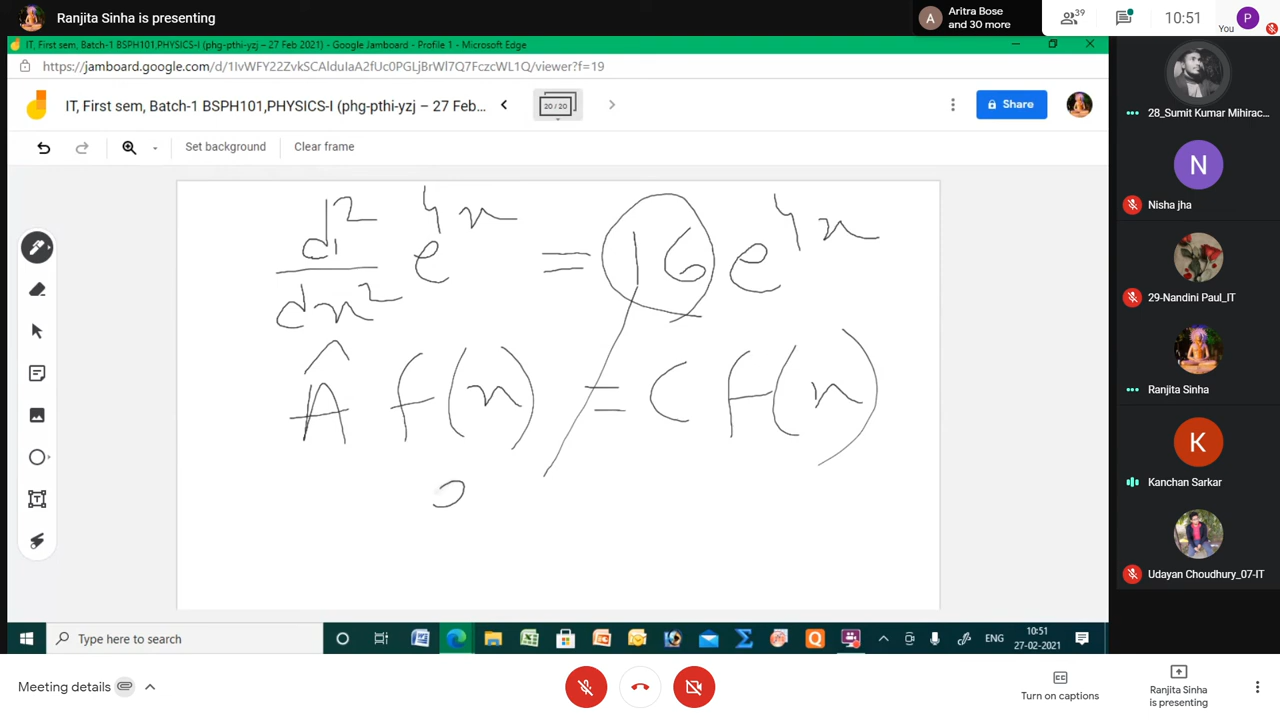 Ranjita Sinha is presenting
A
Aritra Bose
and 30 more
39
10:51
P
You
IT, First sem, Batch-1 BSPH101,PHYSICS-I (phg-pthi-yzj – 27 Feb 2021) - Google Jamboard - Profile 1 - Microsoft Edge
https://jamboard.google.com/d/1IvWFY22ZvkSCAlduIaA2fUc0PGLjBrWl7Q7FczcWL1Q/viewer?f=19
IT, First sem, Batch-1 BSPH101,PHYSICS-I (phg-pthi-yzj – 27 Feb...
20 / 20
Share
Set background
Clear frame
d²/dx² e^4x = 16 e^4x
Â f(x) = C f(x)
28_Sumit Kumar Mihirac...
N
Nisha jha
29-Nandini Paul_IT
Ranjita Sinha
K
Kanchan Sarkar
Udayan Choudhury_07-IT
Type here to search
ENG
10:51
27-02-2021
Meeting details
Turn on captions
Ranjita Sinha
is presenting